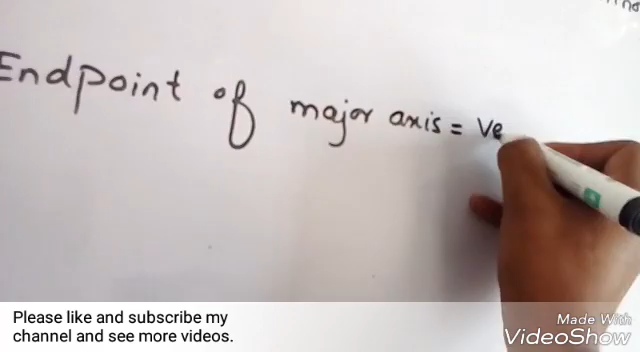 Endpoint of major axis = Ve
Please like and subscribe my
channel and see more videos.
Made With
VideoShow